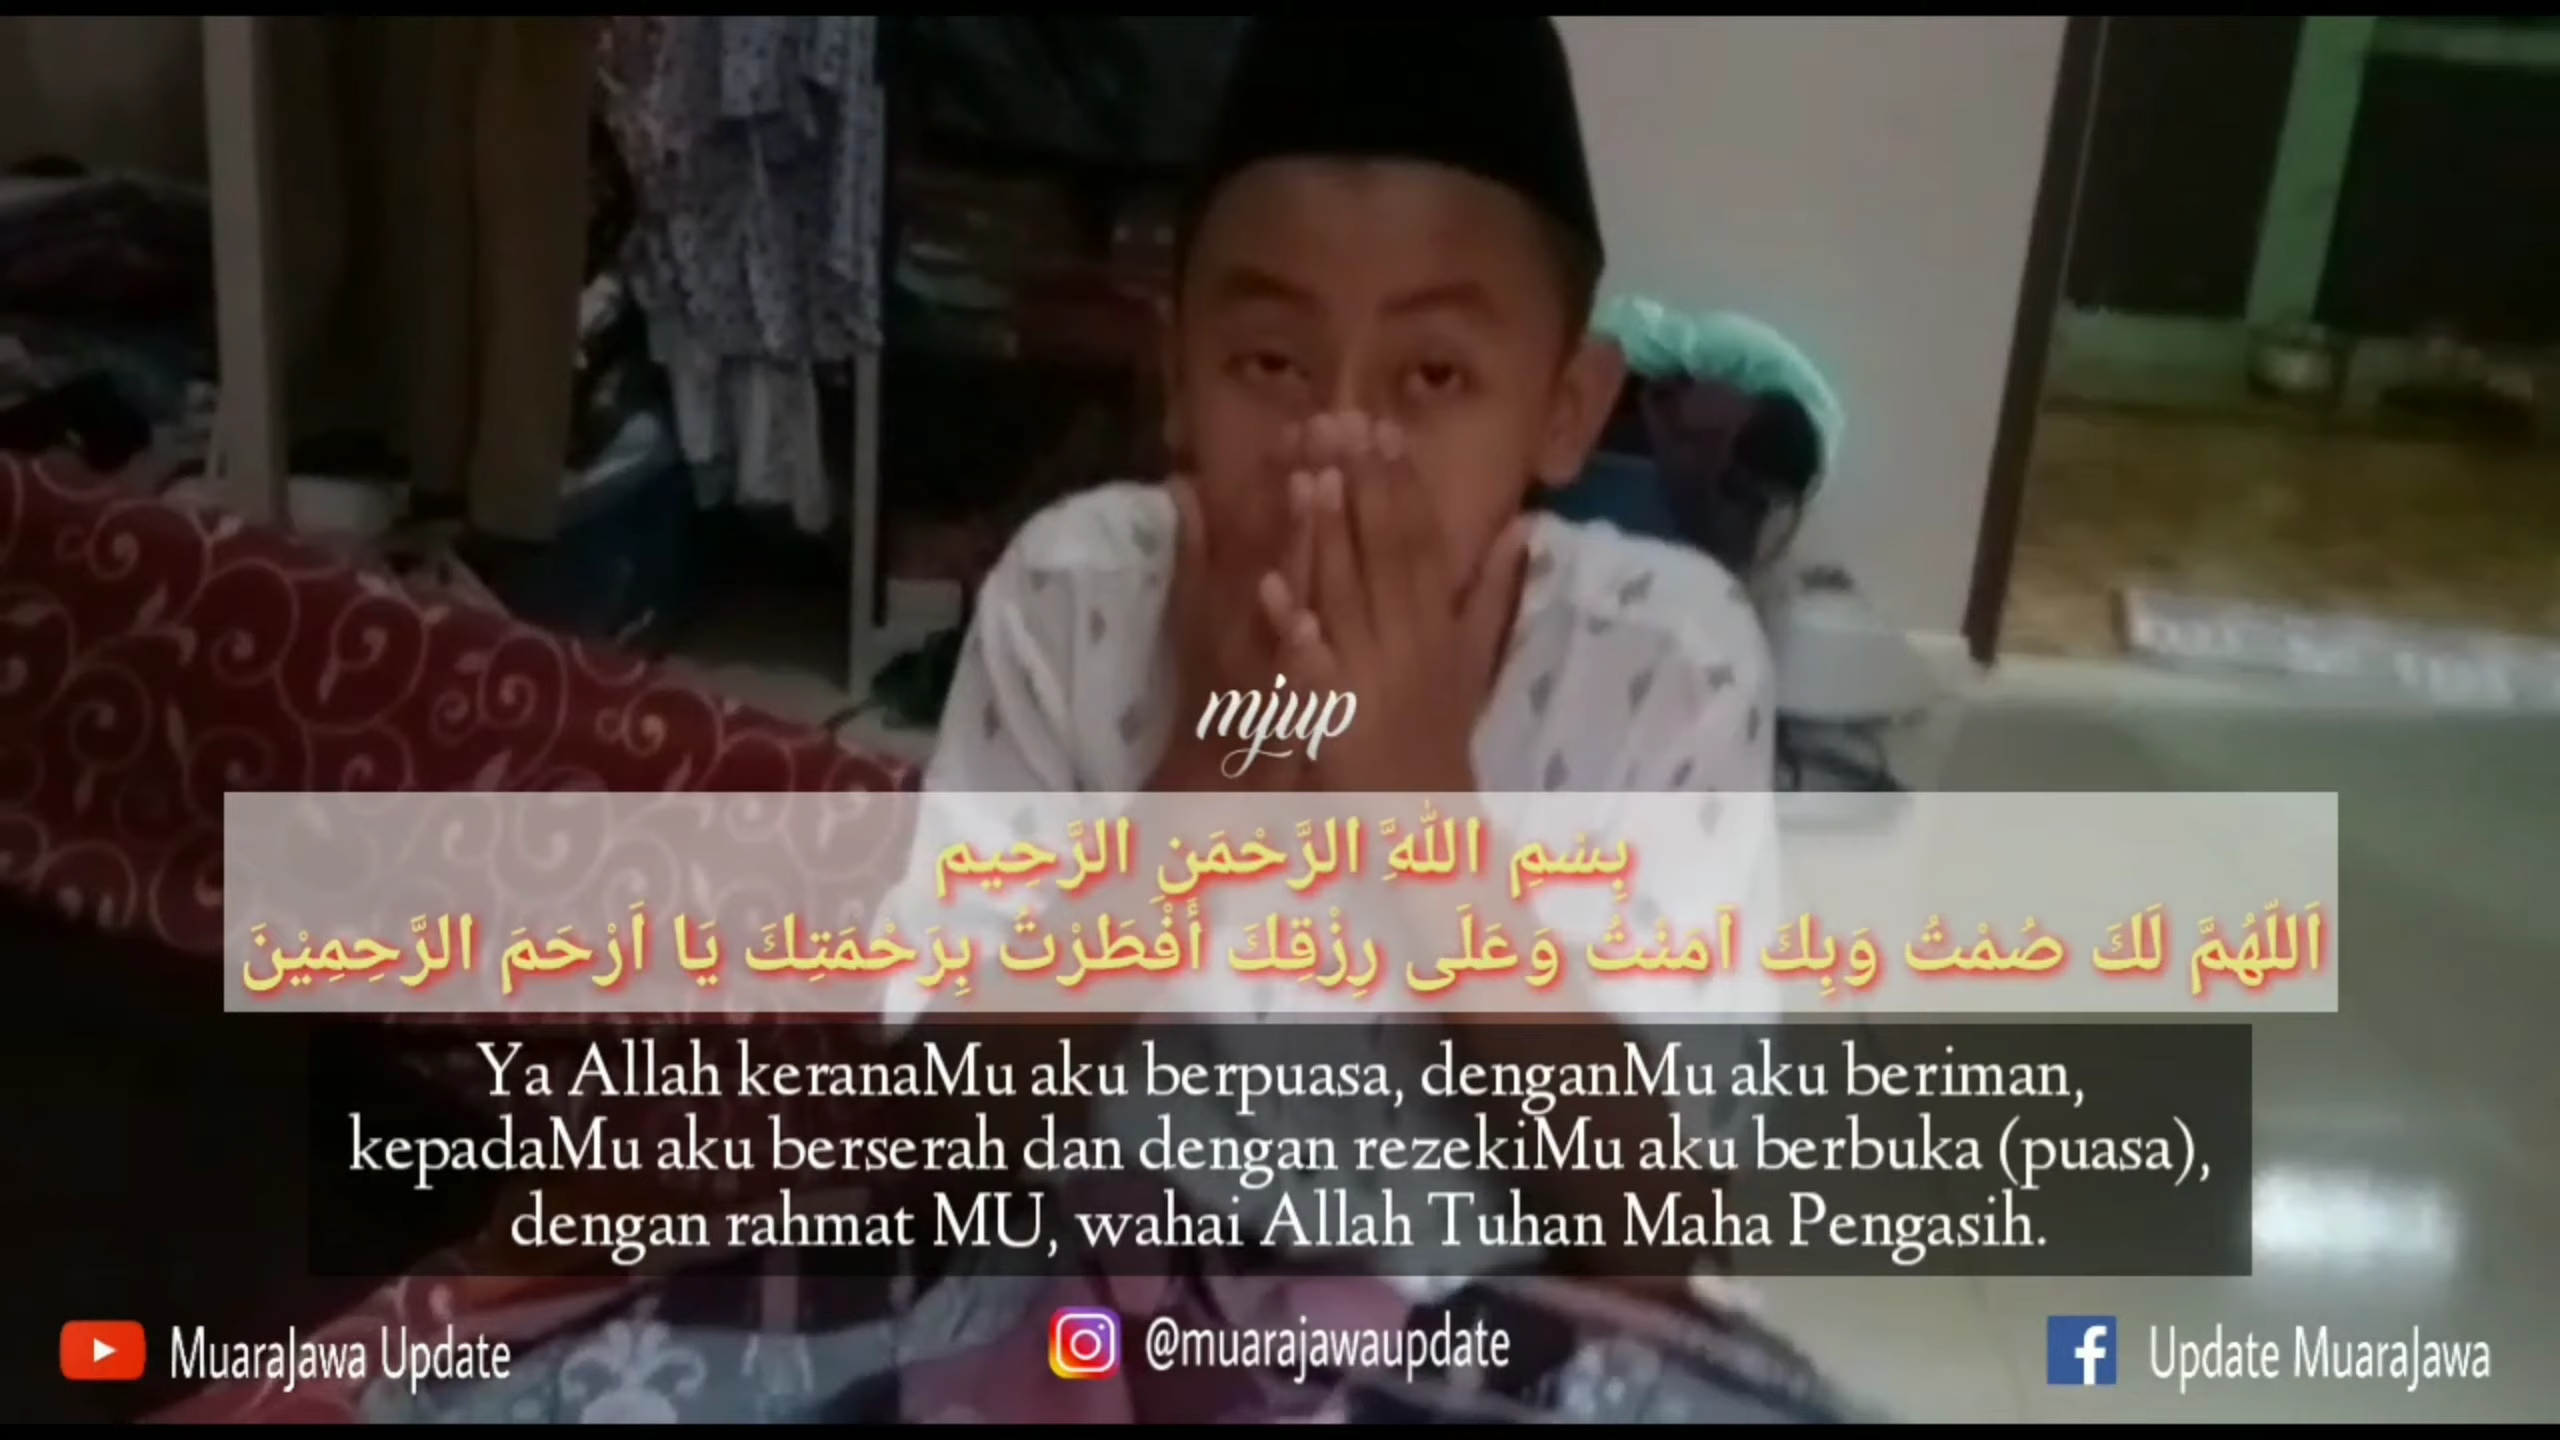 mjup
بِسْمِ اللَّهِ الرَّحْمَنِ الرَّحِيم
اَللّهُمَّ لَكَ صُمْتُ وَبِكَ آمَنْتُ وَعَلَى رِزْقِكَ أَفْطَرْتُ بِرَحْمَتِكَ يَا اَرْحَمَ الرَّحِمِيْنَ
Ya Allah keranaMu aku berpuasa, denganMu aku beriman,
kepadaMu aku berserah dan dengan rezekiMu aku berbuka (puasa),
dengan rahmat MU, wahai Allah Tuhan Maha Pengasih.
MuaraJawa Update
@muarajawaupdate
Update MuaraJawa